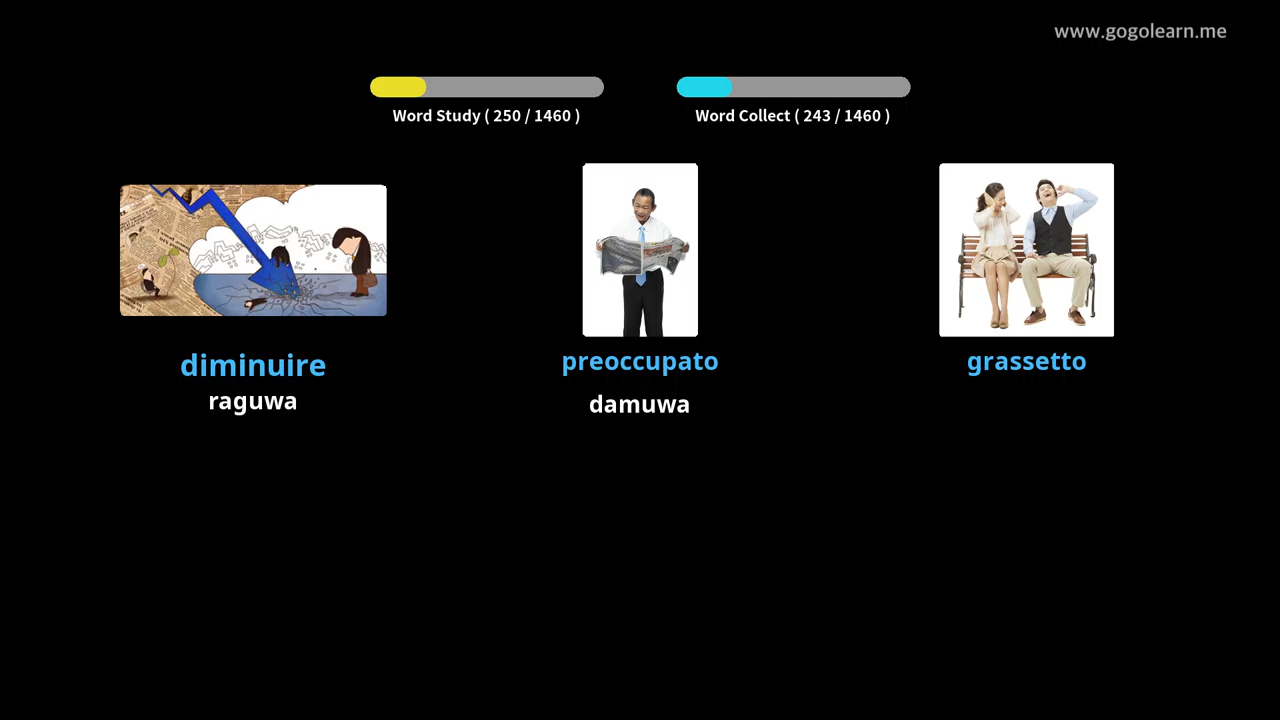 www.gogolearn.me
Word Study ( 250 / 1460 )
Word Collect ( 243 / 1460 )
diminuire
raguwa
preoccupato
damuwa
grassetto